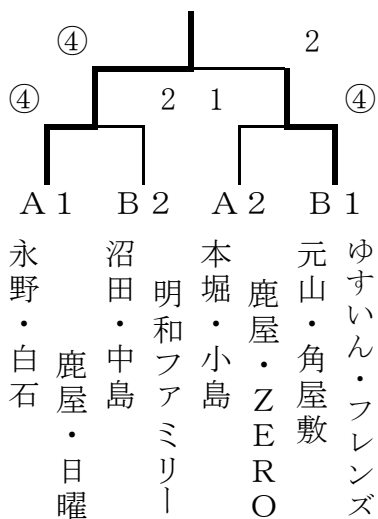 ④ 2
④ 2 1 ④
A1 B2 A2 B1
永野・白石
鹿屋・日曜
沼田・中島
明和ファミリー
本堀・小島
鹿屋・ZERO
元山・角屋敷
ゆすいん・フレンズ